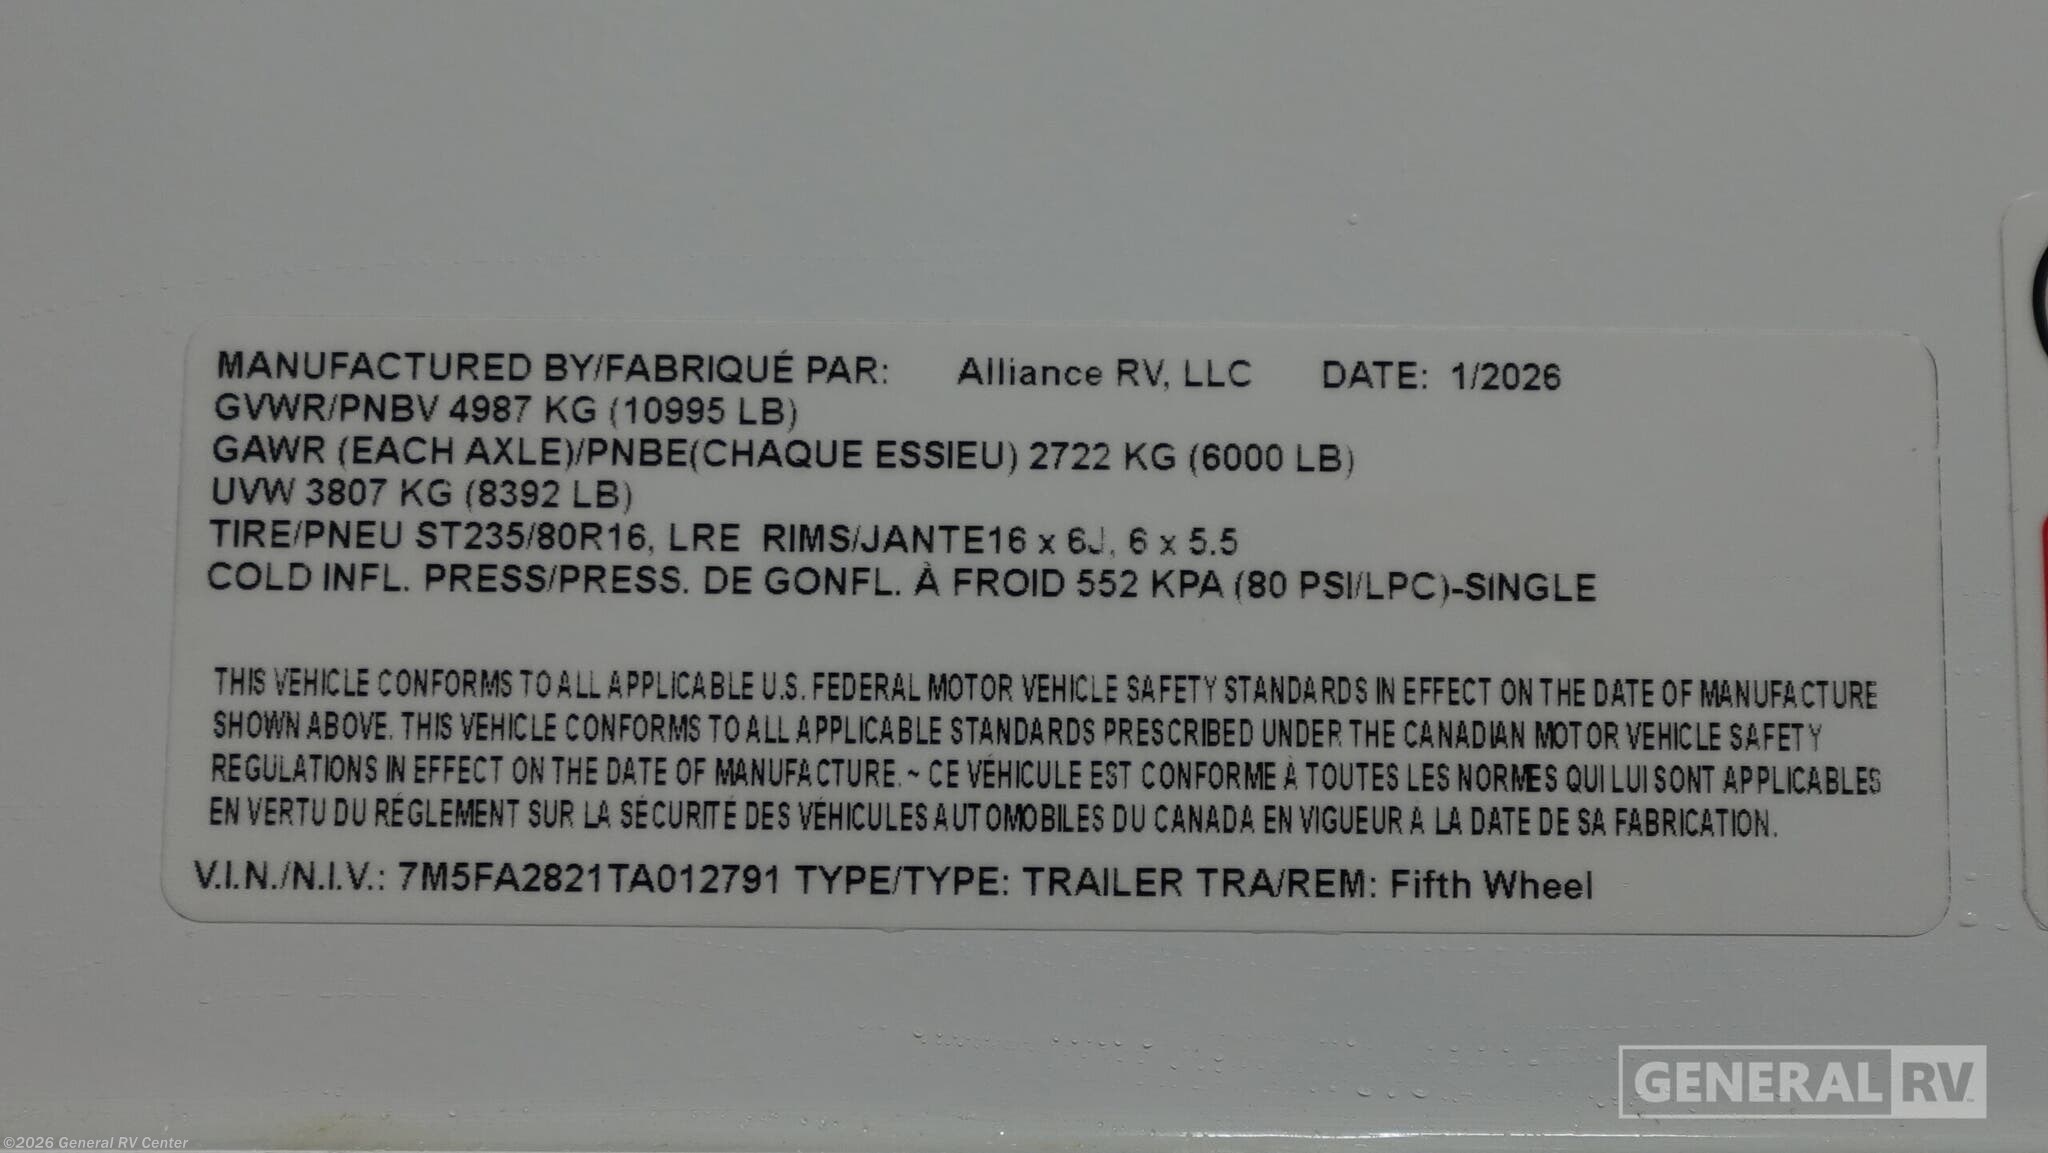 MANUFACTURED BY/FABRIQUÉ PAR: Alliance RV, LLC DATE: 1/2026
GVWR/PNBV 4987 KG (10995 LB)
GAWR (EACH AXLE)/PNBE(CHAQUE ESSIEU) 2722 KG (6000 LB)
UVW 3807 KG (8392 LB)
TIRE/PNEU ST235/80R16, LRE RIMS/JANTE16 x 6J, 6 x 5.5
COLD INFL. PRESS/PRESS. DE GONFL. À FROID 552 KPA (80 PSI/LPC)-SINGLE
THIS VEHICLE CONFORMS TO ALL APPLICABLE U.S. FEDERAL MOTOR VEHICLE SAFETY STANDARDS IN EFFECT ON THE DATE OF MANUFACTURE
SHOWN ABOVE. THIS VEHICLE CONFORMS TO ALL APPLICABLE STANDARDS PRESCRIBED UNDER THE CANADIAN MOTOR VEHICLE SAFETY
REGULATIONS IN EFFECT ON THE DATE OF MANUFACTURE. ~ CE VÉHICULE EST CONFORME À TOUTES LES NORMES QUI LUI SONT APPLICABLES
EN VERTU DU RÉGLEMENT SUR LA SÉCURITÉ DES VÉHICULES AUTOMOBILES DU CANADA EN VIGUEUR À LA DATE DE SA FABRICATION.
V.I.N./N.I.V.: 7M5FA2821TA012791 TYPE/TYPE: TRAILER TRA/REM: Fifth Wheel
GENERAL RV
©2026 General RV Center